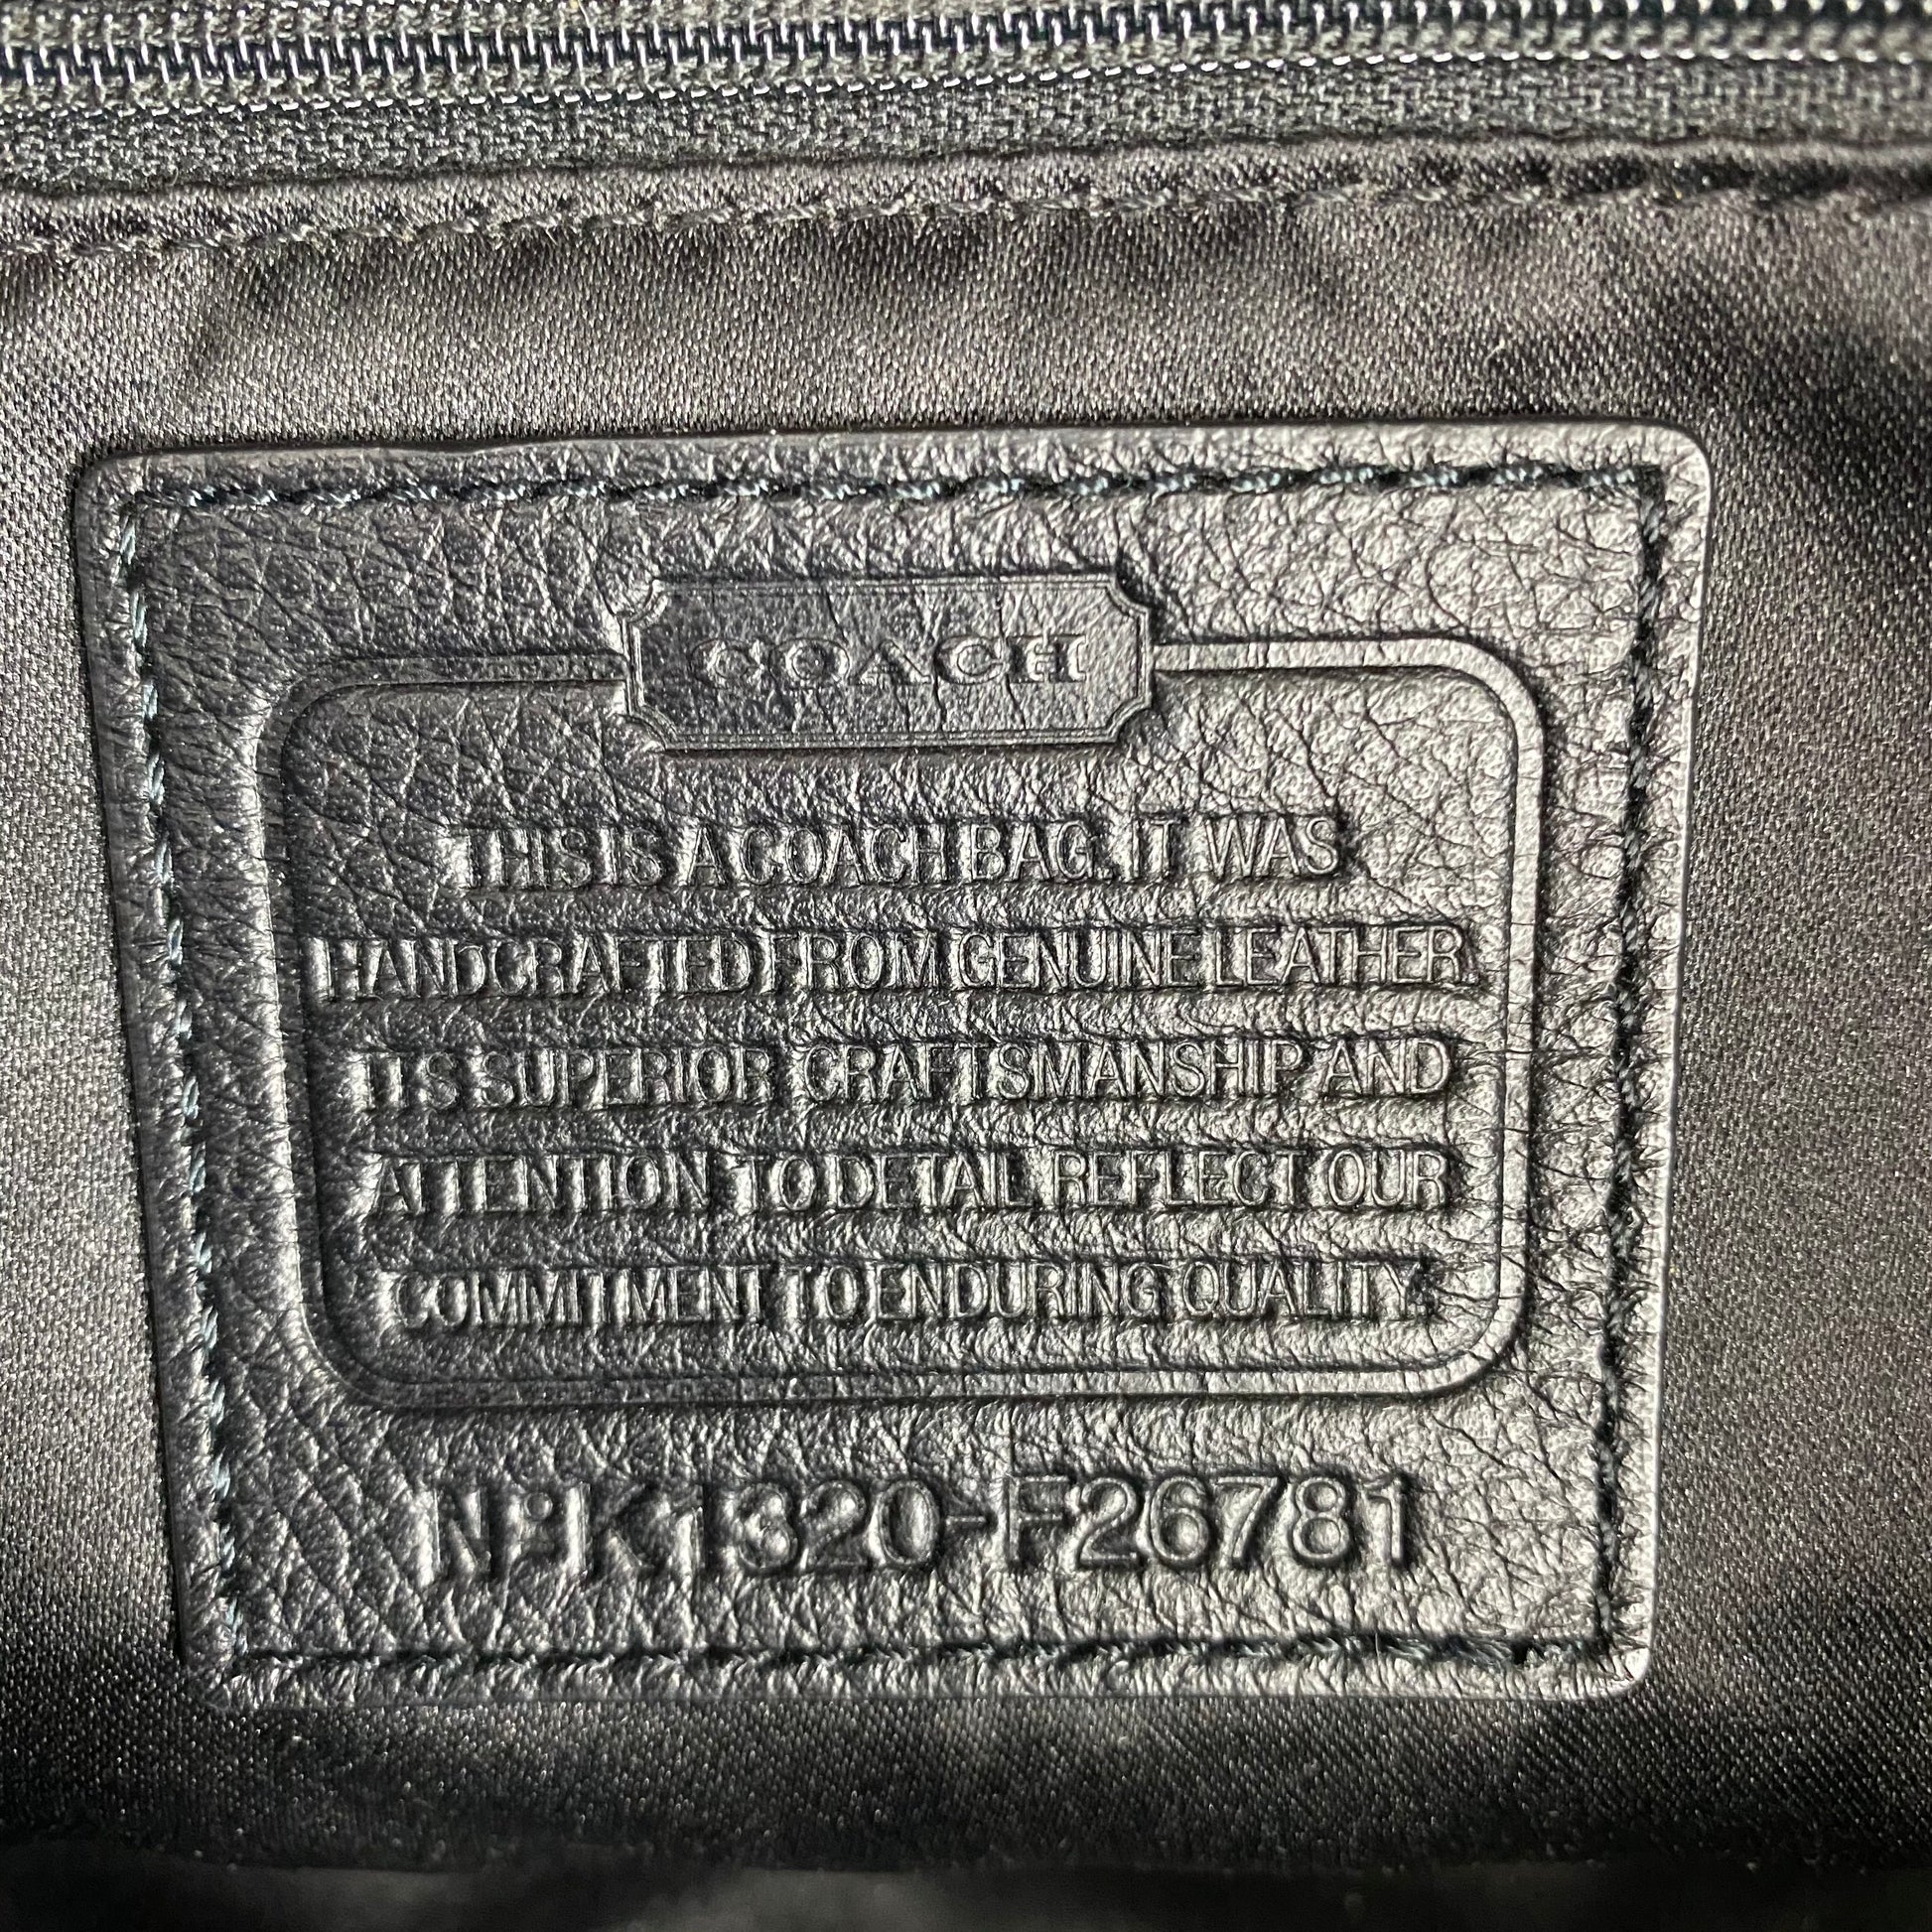 COACH
THIS IS A COACH BAG. IT WAS
HANDCRAFTED FROM GENUINE LEATHER.
ITS SUPERIOR CRAFTSMANSHIP AND
ATTENTION TO DETAIL REFLECT OUR
COMMITMENT TO ENDURING QUALITY.
Nº K1320-F26781